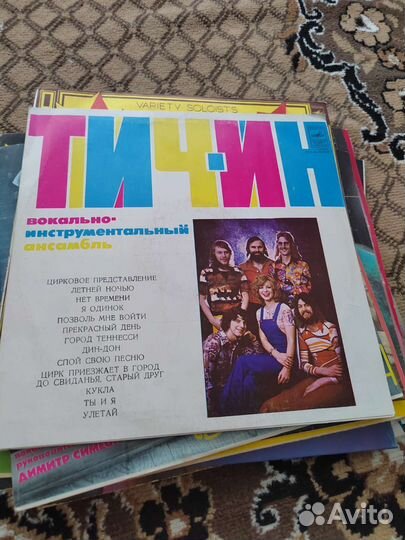 VARIETY SOLOISTS
ТИЧ-ИН
вокально-
инструментальный
ансамбль
ЦИРКОВОЕ ПРЕДСТАВЛЕНИЕ
ЛЕТНЕЙ НОЧЬЮ
НЕТ ВРЕМЕНИ
Я ОДИНОК
ПОЗВОЛЬ МНЕ ВОЙТИ
ПРЕКРАСНЫЙ ДЕНЬ
ГОРОД ТЕННЕССИ
ДИН-ДОН
СПОЙ СВОЮ ПЕСНЮ
ЦИРК ПРИЕЗЖАЕТ В ГОРОД
ДО СВИДАНЬЯ, СТАРЫЙ ДРУГ
КУКЛА
ТЫ И Я
УЛЕТАЙ
ДИМИТР
Avito